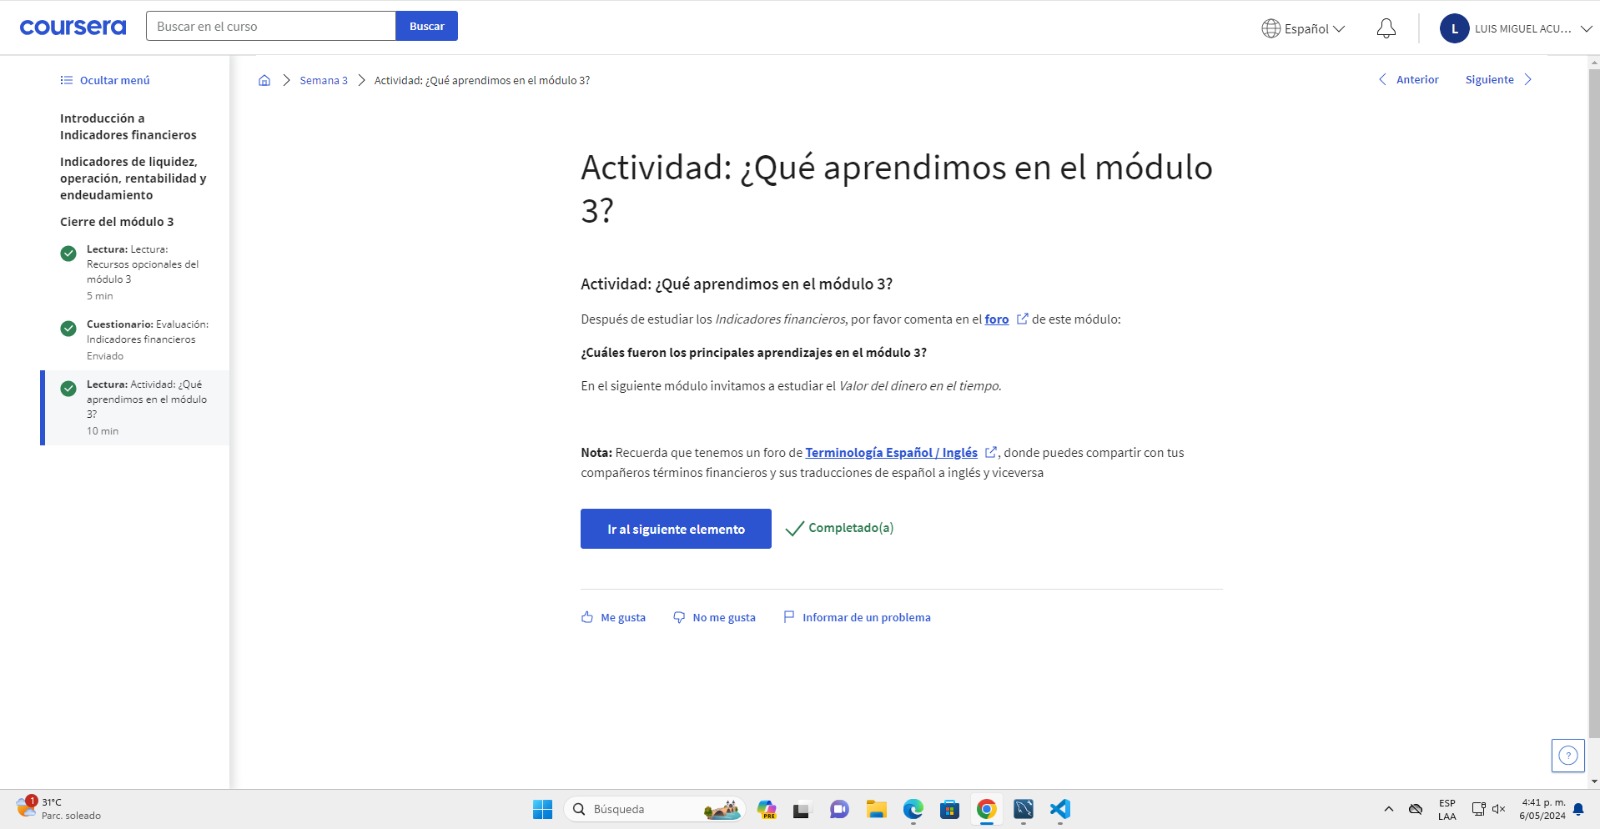 coursera
Buscar en el curso
Buscar
Español
L
LUIS MIGUEL ACU...
Ocultar menú
Introducción a
Indicadores financieros
Indicadores de liquidez,
operación, rentabilidad y
endeudamiento
Cierre del módulo 3
Lectura: Lectura:
Recursos opcionales del
módulo 3
5 min
Cuestionario: Evaluación:
Indicadores financieros
Enviado
Lectura: Actividad: ¿Qué
aprendimos en el módulo
3?
10 min
Semana 3
Actividad: ¿Qué aprendimos en el módulo 3?
Anterior
Siguiente
Actividad: ¿Qué aprendimos en el módulo
3?
Actividad: ¿Qué aprendimos en el módulo 3?
Después de estudiar los Indicadores financieros, por favor comenta en el foro de este módulo:
¿Cuáles fueron los principales aprendizajes en el módulo 3?
En el siguiente módulo invitamos a estudiar el Valor del dinero en el tiempo.
Nota: Recuerda que tenemos un foro de Terminología Español / Inglés , donde puedes compartir con tus
compañeros términos financieros y sus traducciones de español a inglés y viceversa
Ir al siguiente elemento
Completado(a)
Me gusta
No me gusta
Informar de un problema
?
1
31°C
Parc. soleado
Búsqueda
PRE
ESP
LAA
4:41 p. m.
6/05/2024